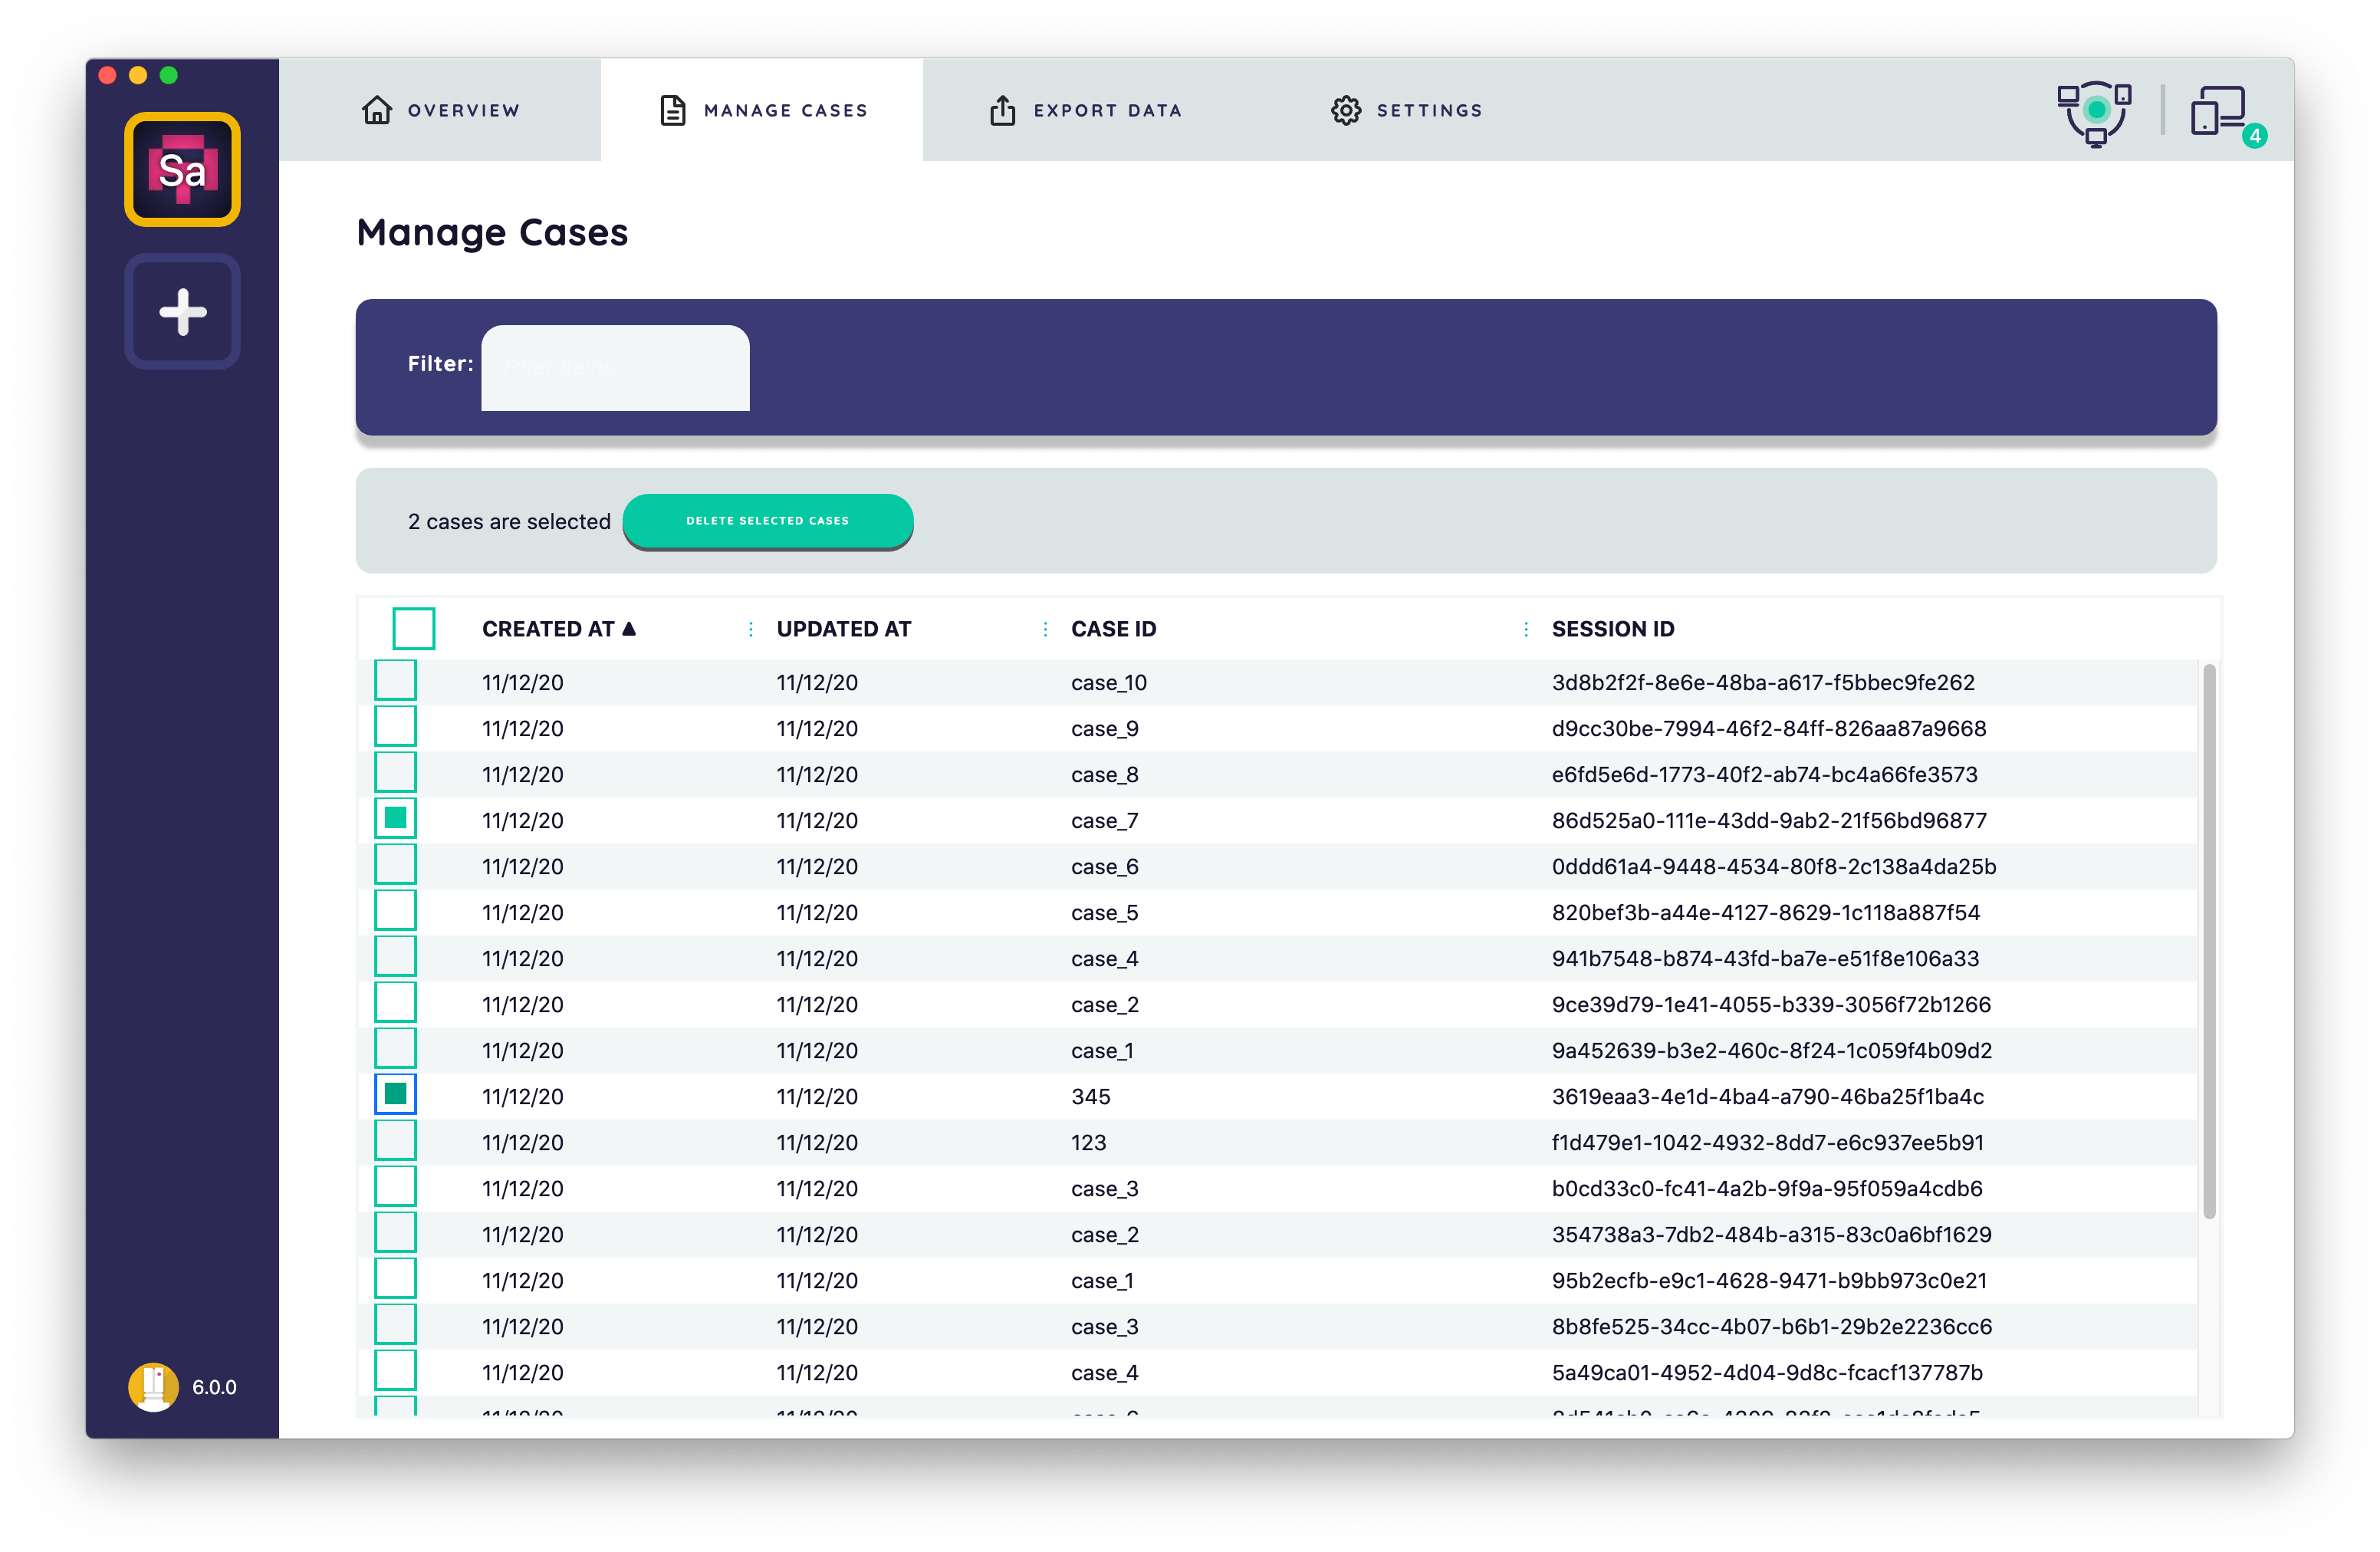 Sa
OVERVIEW
MANAGE CASES
EXPORT DATA
SETTINGS
4
Manage Cases
Filter:
Filter items...
2 cases are selected DELETE SELECTED CASES
CREATED AT ▲ UPDATED AT CASE ID SESSION ID
11/12/20 11/12/20 case_10 3d8b2f2f-8e6e-48ba-a617-f5bbec9fe262
11/12/20 11/12/20 case_9 d9cc30be-7994-46f2-84ff-826aa87a9668
11/12/20 11/12/20 case_8 e6fd5e6d-1773-40f2-ab74-bc4a66fe3573
11/12/20 11/12/20 case_7 86d525a0-111e-43dd-9ab2-21f56bd96877
11/12/20 11/12/20 case_6 0ddd61a4-9448-4534-80f8-2c138a4da25b
11/12/20 11/12/20 case_5 820bef3b-a44e-4127-8629-1c118a887f54
11/12/20 11/12/20 case_4 941b7548-b874-43fd-ba7e-e51f8e106a33
11/12/20 11/12/20 case_2 9ce39d79-1e41-4055-b339-3056f72b1266
11/12/20 11/12/20 case_1 9a452639-b3e2-460c-8f24-1c059f4b09d2
11/12/20 11/12/20 345 3619eaa3-4e1d-4ba4-a790-46ba25f1ba4c
11/12/20 11/12/20 123 f1d479e1-1042-4932-8dd7-e6c937ee5b91
11/12/20 11/12/20 case_3 b0cd33c0-fc41-4a2b-9f9a-95f059a4cdb6
11/12/20 11/12/20 case_2 354738a3-7db2-484b-a315-83c0a6bf1629
11/12/20 11/12/20 case_1 95b2ecfb-e9c1-4628-9471-b9bb973c0e21
11/12/20 11/12/20 case_3 8b8fe525-34cc-4b07-b6b1-29b2e2236cc6
11/12/20 11/12/20 case_4 5a49ca01-4952-4d04-9d8c-fcacf137787b
11/12/20 11/12/20
6.0.0